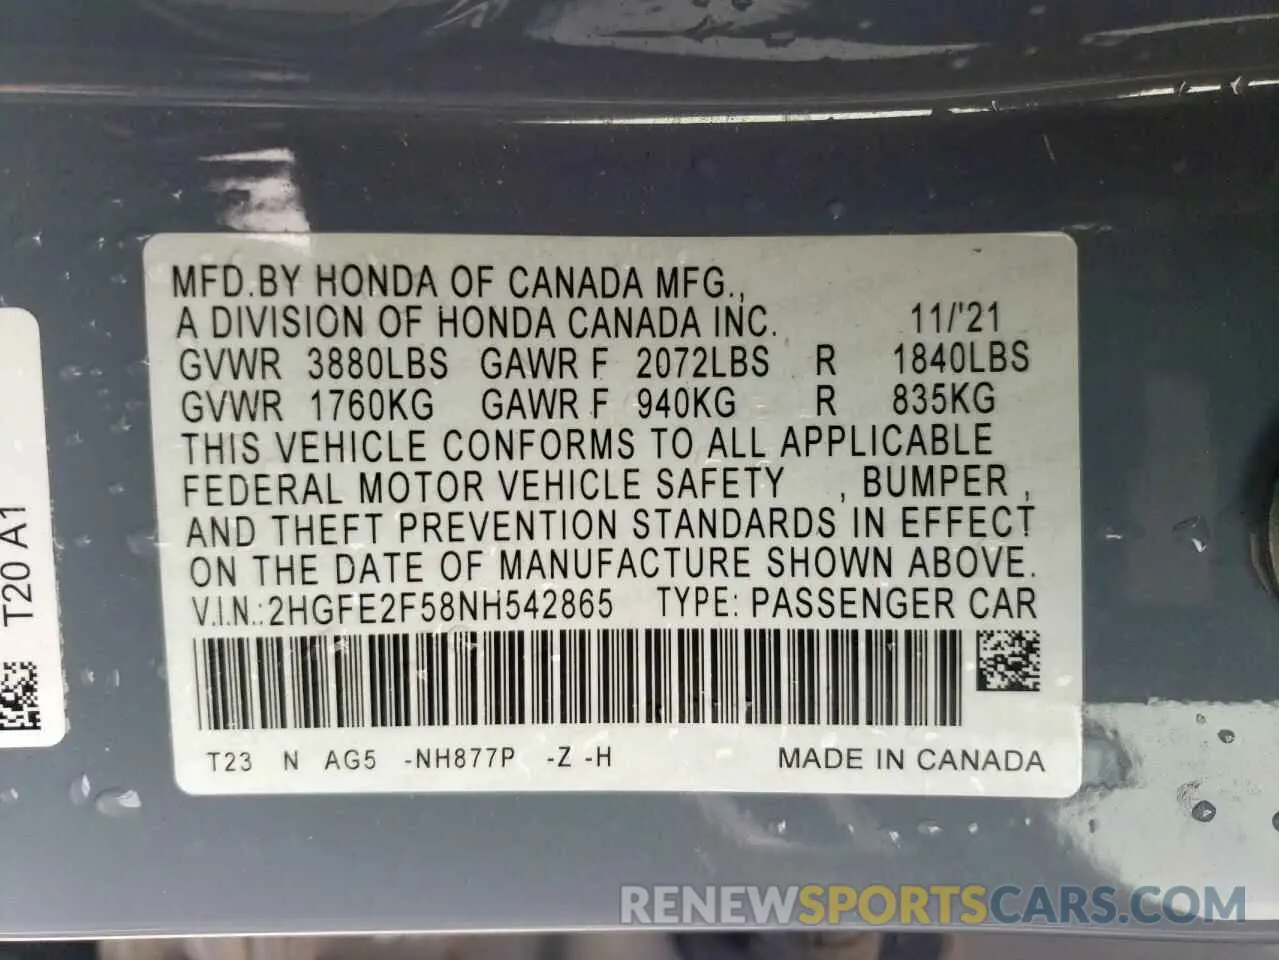 MFD.BY HONDA OF CANADA MFG.,
A DIVISION OF HONDA CANADA INC. 11/'21
GVWR 3880LBS GAWR F 2072LBS R 1840LBS
GVWR 1760KG GAWR F 940KG R 835KG
THIS VEHICLE CONFORMS TO ALL APPLICABLE
FEDERAL MOTOR VEHICLE SAFETY , BUMPER ,
AND THEFT PREVENTION STANDARDS IN EFFECT
ON THE DATE OF MANUFACTURE SHOWN ABOVE.
V.I.N.:2HGFE2F58NH542865 TYPE: PASSENGER CAR
T23 N AG5 -NH877P -Z -H MADE IN CANADA
T20 A1
RENEWSPORTSCARS.COM